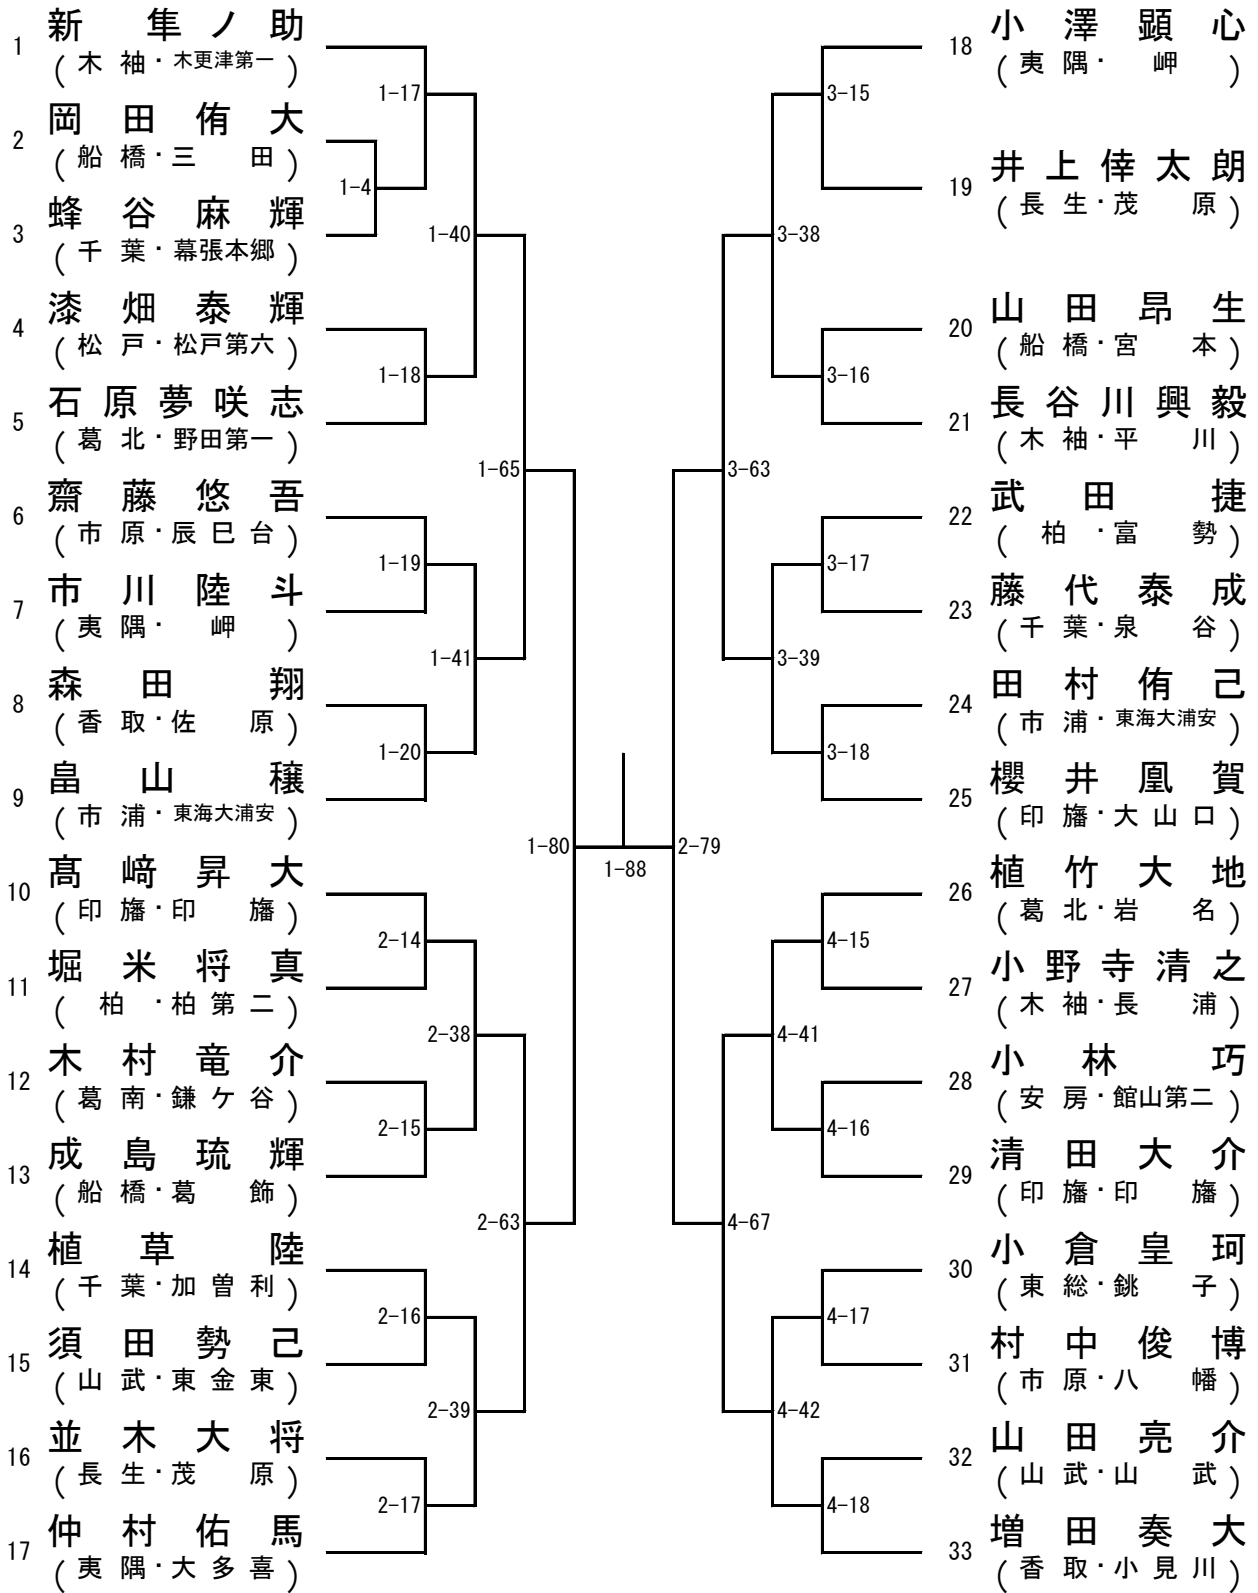 1 新 隼ノ助
(木袖・木更津第一)
2 岡田侑大
(船橋・三田)
3 蜂谷麻輝
(千葉・幕張本郷)
4 漆畑泰輝
(松戸・松戸第六)
5 石原夢咲志
(葛北・野田第一)
6 齋藤悠吾
(市原・辰巳台)
7 市川陸斗
(夷隅・岬)
8 森田翔
(香取・佐原)
9 畠山穣
(市浦・東海大浦安)
10 髙﨑昇大
(印旛・印旛)
11 堀米将真
(柏・柏第二)
12 木村竜介
(葛南・鎌ケ谷)
13 成島琉輝
(船橋・葛飾)
14 植草陸
(千葉・加曽利)
15 須田勢己
(山武・東金東)
16 並木大将
(長生・茂原)
17 仲村佑馬
(夷隅・大多喜)
1-17
1-4
1-40
1-18
1-65
1-19
1-41
1-20
1-80
2-14
2-38
2-15
2-63
2-16
2-39
2-17
1-88
3-15
3-38
3-16
3-63
3-17
3-39
3-18
2-79
4-15
4-41
4-16
4-67
4-17
4-42
4-18
18 小澤顕心
(夷隅・岬)
19 井上倖太朗
(長生・茂原)
20 山田昂生
(船橋・宮本)
21 長谷川興毅
(木袖・平川)
22 武田捷
(柏・富勢)
23 藤代泰成
(千葉・泉谷)
24 田村侑己
(市浦・東海大浦安)
25 櫻井凰賀
(印旛・大山口)
26 植竹大地
(葛北・岩名)
27 小野寺清之
(木袖・長浦)
28 小林巧
(安房・館山第二)
29 清田大介
(印旛・印旛)
30 小倉皇珂
(東総・銚子)
31 村中俊博
(市原・八幡)
32 山田亮介
(山武・山武)
33 増田奏大
(香取・小見川)